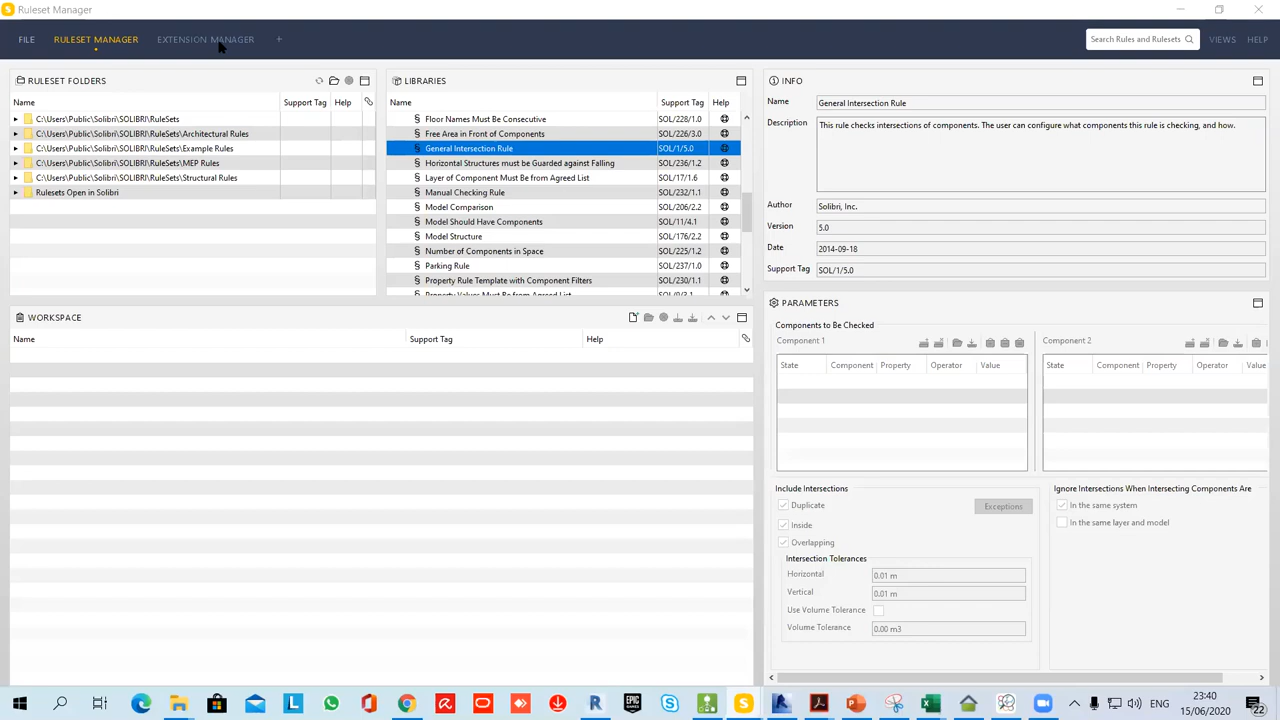 Ruleset Manager
FILE RULESET MANAGER EXTENSION MANAGER +
Search Rules and Rulesets VIEWS HELP
RULESET FOLDERS
Name Support Tag Help
C:\Users\Public\Solibri\SOLIBRI\RuleSets
C:\Users\Public\Solibri\SOLIBRI\RuleSets\Architectural Rules
C:\Users\Public\Solibri\SOLIBRI\RuleSets\Example Rules
C:\Users\Public\Solibri\SOLIBRI\RuleSets\MEP Rules
C:\Users\Public\Solibri\SOLIBRI\RuleSets\Structural Rules
Rulesets Open in Solibri
LIBRARIES
Name Support Tag Help
§ Floor Names Must Be Consecutive SOL/228/1.0
§ Free Area in Front of Components SOL/226/3.0
§ General Intersection Rule SOL/1/5.0
§ Horizontal Structures must be Guarded against Falling SOL/236/1.2
§ Layer of Component Must Be from Agreed List SOL/17/1.6
§ Manual Checking Rule SOL/232/1.1
§ Model Comparison SOL/206/2.2
§ Model Should Have Components SOL/11/4.1
§ Model Structure SOL/176/2.2
§ Number of Components in Space SOL/225/1.2
§ Parking Rule SOL/237/1.0
§ Property Rule Template with Component Filters SOL/230/1.1
§ Property Values Must Be from Agreed List SOL/9/3.1
INFO
Name General Intersection Rule
Description This rule checks intersections of components. The user can configure what components this rule is checking, and how.
Author Solibri, Inc.
Version 5.0
Date 2014-09-18
Support Tag SOL/1/5.0
WORKSPACE
Name Support Tag Help
PARAMETERS
Components to Be Checked
Component 1 Component 2
State Component Property Operator Value State Component Property Operator Value
Include Intersections Ignore Intersections When Intersecting Components Are
Duplicate Exceptions In the same system
Inside In the same layer and model
Overlapping
Intersection Tolerances
Horizontal 0.01 m
Vertical 0.01 m
Use Volume Tolerance
Volume Tolerance 0.00 m3
ENG 23:40
15/06/2020 22